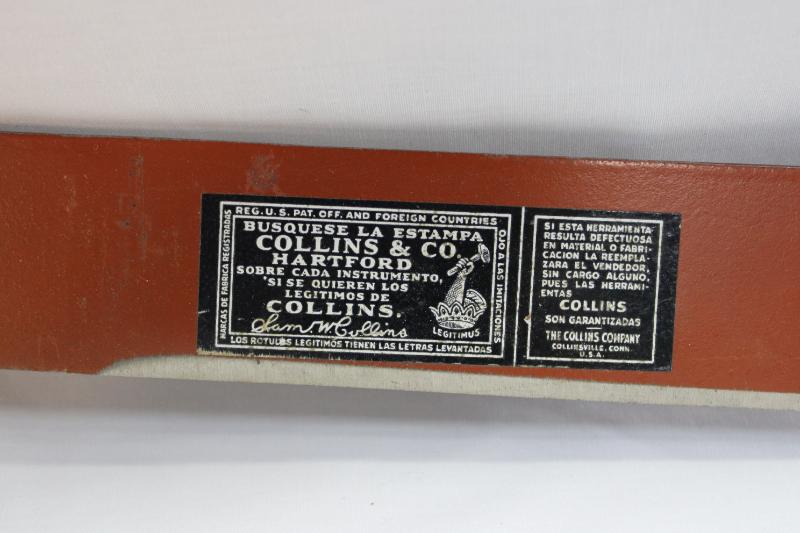 REG. U.S. PAT. OFF. AND FOREIGN COUNTRIES
MARCAS DE FABRICA REGISTRADAS
BUSQUESE LA ESTAMPA
COLLINS & CO.
HARTFORD
SOBRE CADA INSTRUMENTO,
SI SE QUIEREN LOS
LEGITIMOS DE
COLLINS.
Sam W Collins
LEGITIMUS
OJO A LAS IMITACIONES
LOS ROTULOS LEGITIMOS TIENEN LAS LETRAS LEVANTADAS
SI ESTA HERRAMIENTA
RESULTA DEFECTUOSA
EN MATERIAL O FABRI-
CACION LA REEMPLA-
ZARA EL VENDEDOR,
SIN CARGO ALGUNO,
PUES LAS HERRAMI-
ENTAS
COLLINS
SON GARANTIZADAS
THE COLLINS COMPANY
COLLINSVILLE, CONN.
U.S.A.